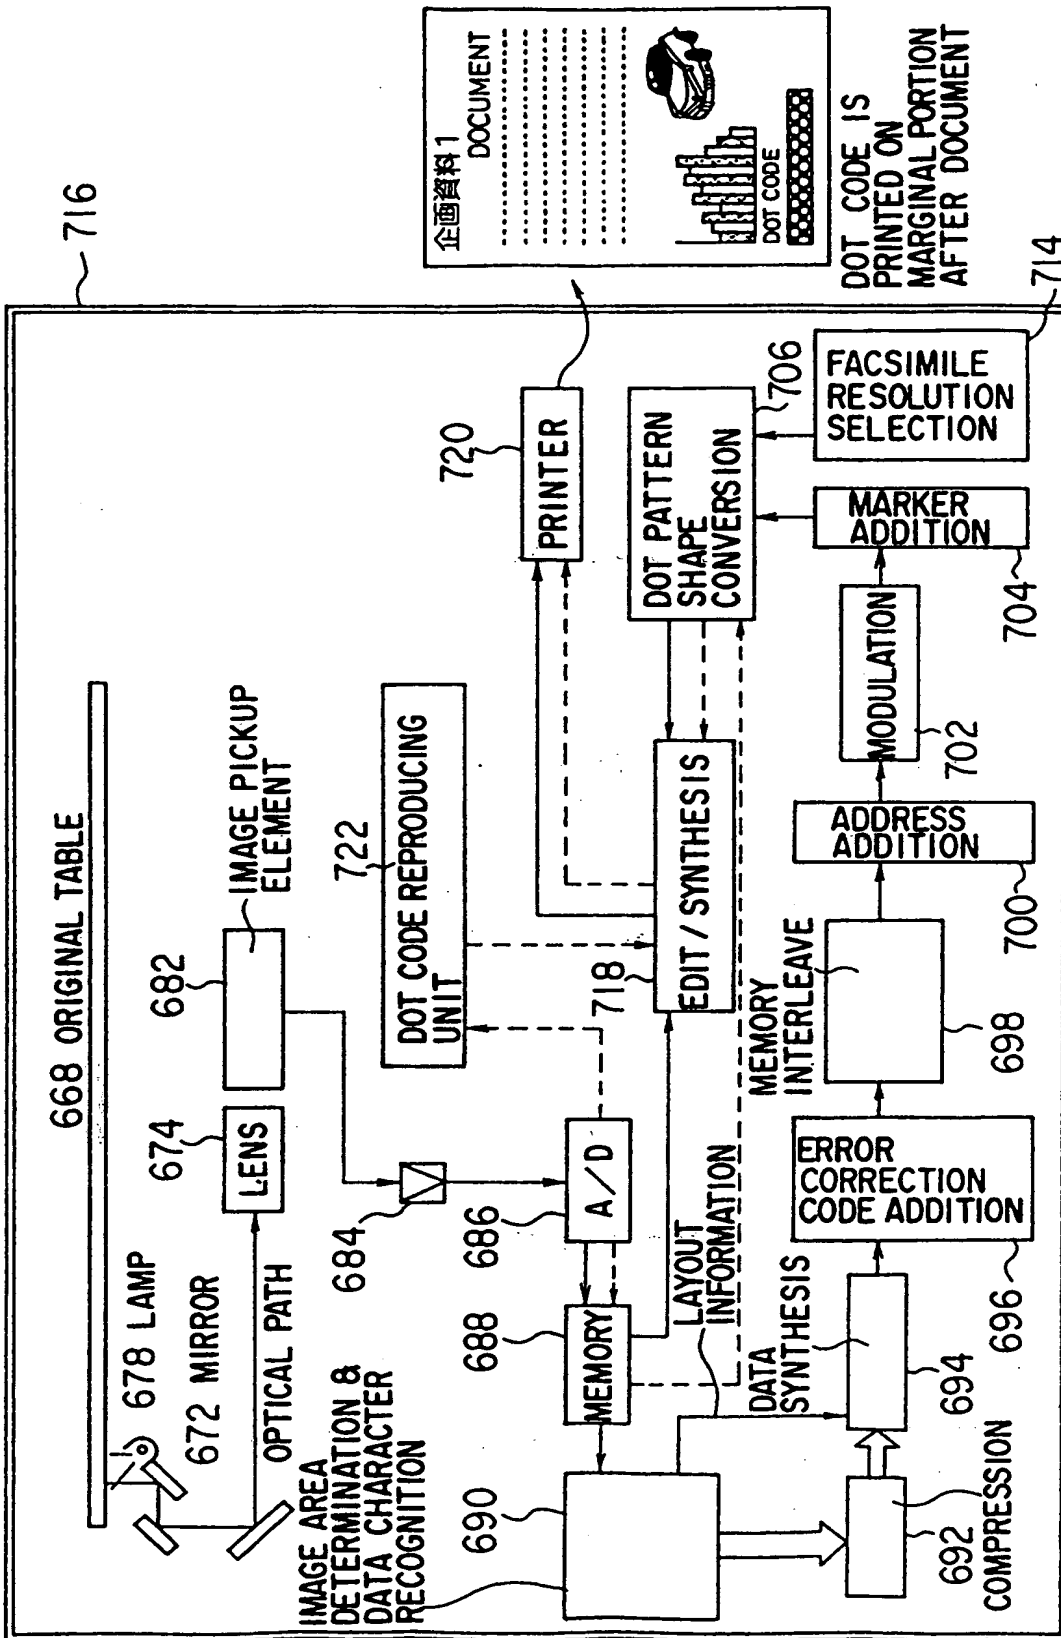 668 ORIGINAL TABLE
678 LAMP
672 MIRROR
OPTICAL PATH
674
LENS
682
IMAGE PICKUP
ELEMENT
684
686
A/D
688
MEMORY
722
DOT CODE REPRODUCING
UNIT
720
PRINTER
716
企画資料1
DOCUMENT
DOT CODE
DOT CODE IS
PRINTED ON
MARGINAL PORTION
AFTER DOCUMENT
IMAGE AREA
DETERMINATION &
DATA CHARACTER
RECOGNITION
690
LAYOUT
INFORMATION
718
EDIT / SYNTHESIS
DOT PATTERN
SHAPE
CONVERSION
706
692
COMPRESSION
DATA
SYNTHESIS
694
ERROR
CORRECTION
CODE ADDITION
696
MEMORY
INTERLEAVE
698
ADDRESS
ADDITION
700
MODULATION
702
MARKER
ADDITION
704
FACSIMILE
RESOLUTION
SELECTION
714